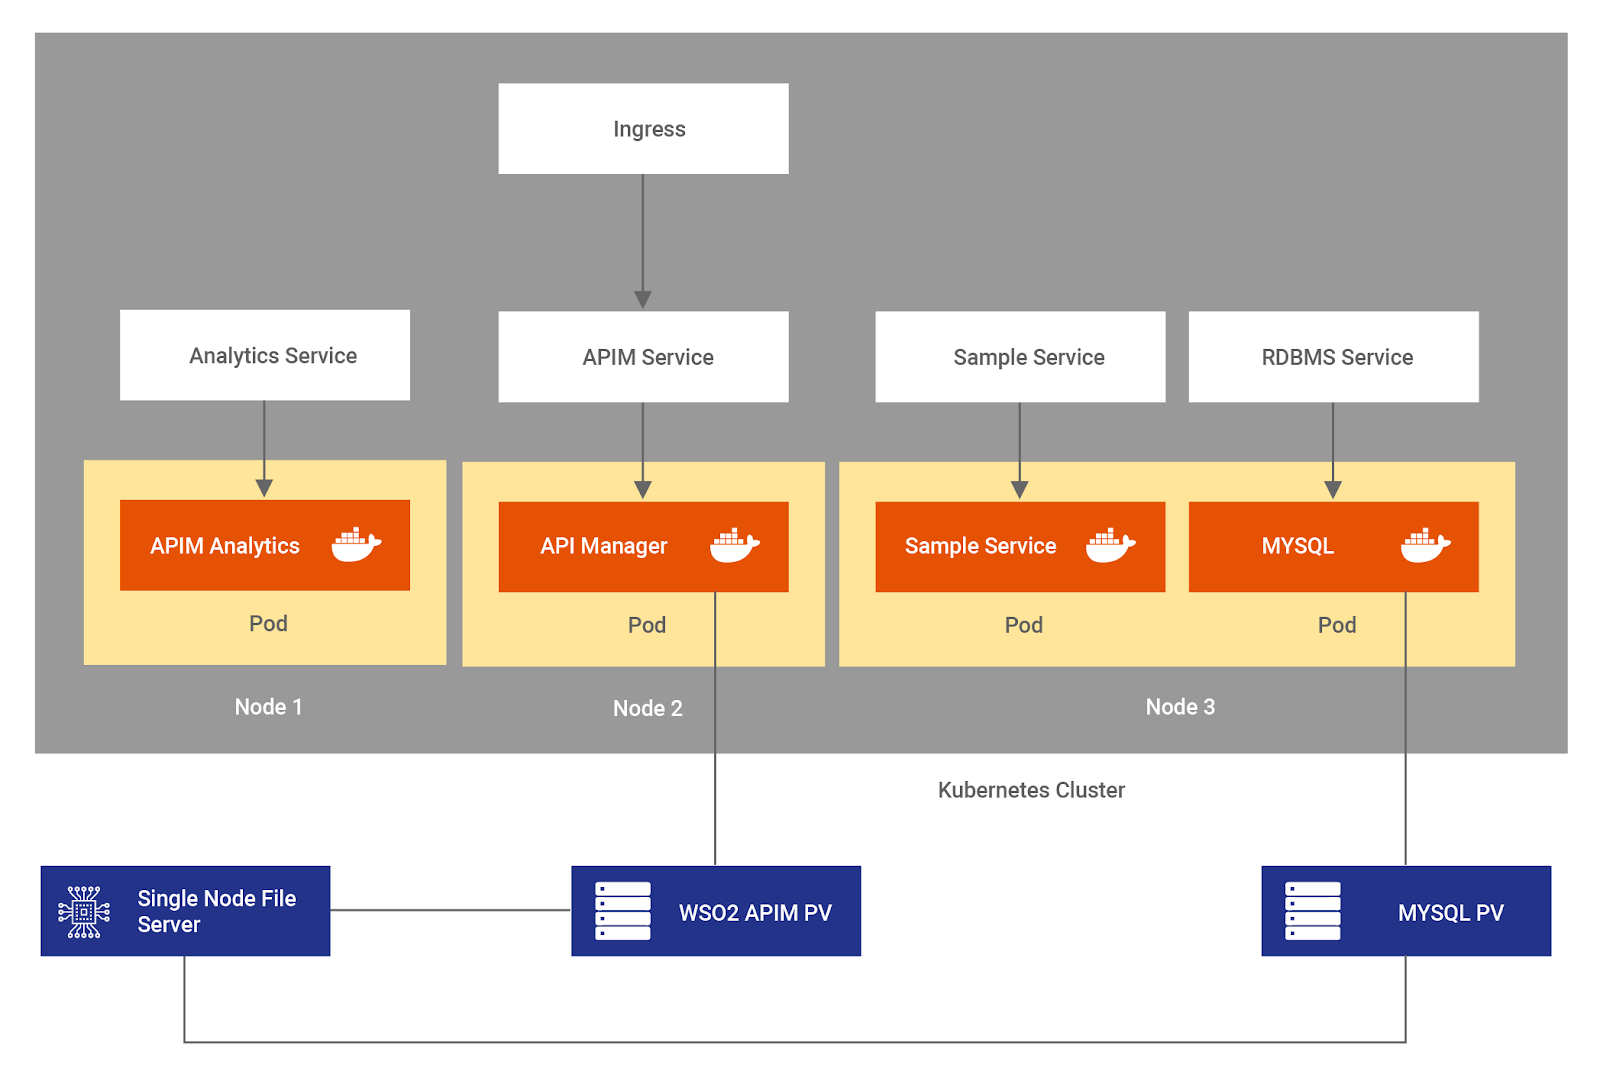 Ingress
Analytics Service
APIM Service
Sample Service
RDBMS Service
APIM Analytics
API Manager
Sample Service
MYSQL
Pod
Pod
Pod
Pod
Node 1
Node 2
Node 3
Kubernetes Cluster
Single Node File
Server
WSO2 APIM PV
MYSQL PV